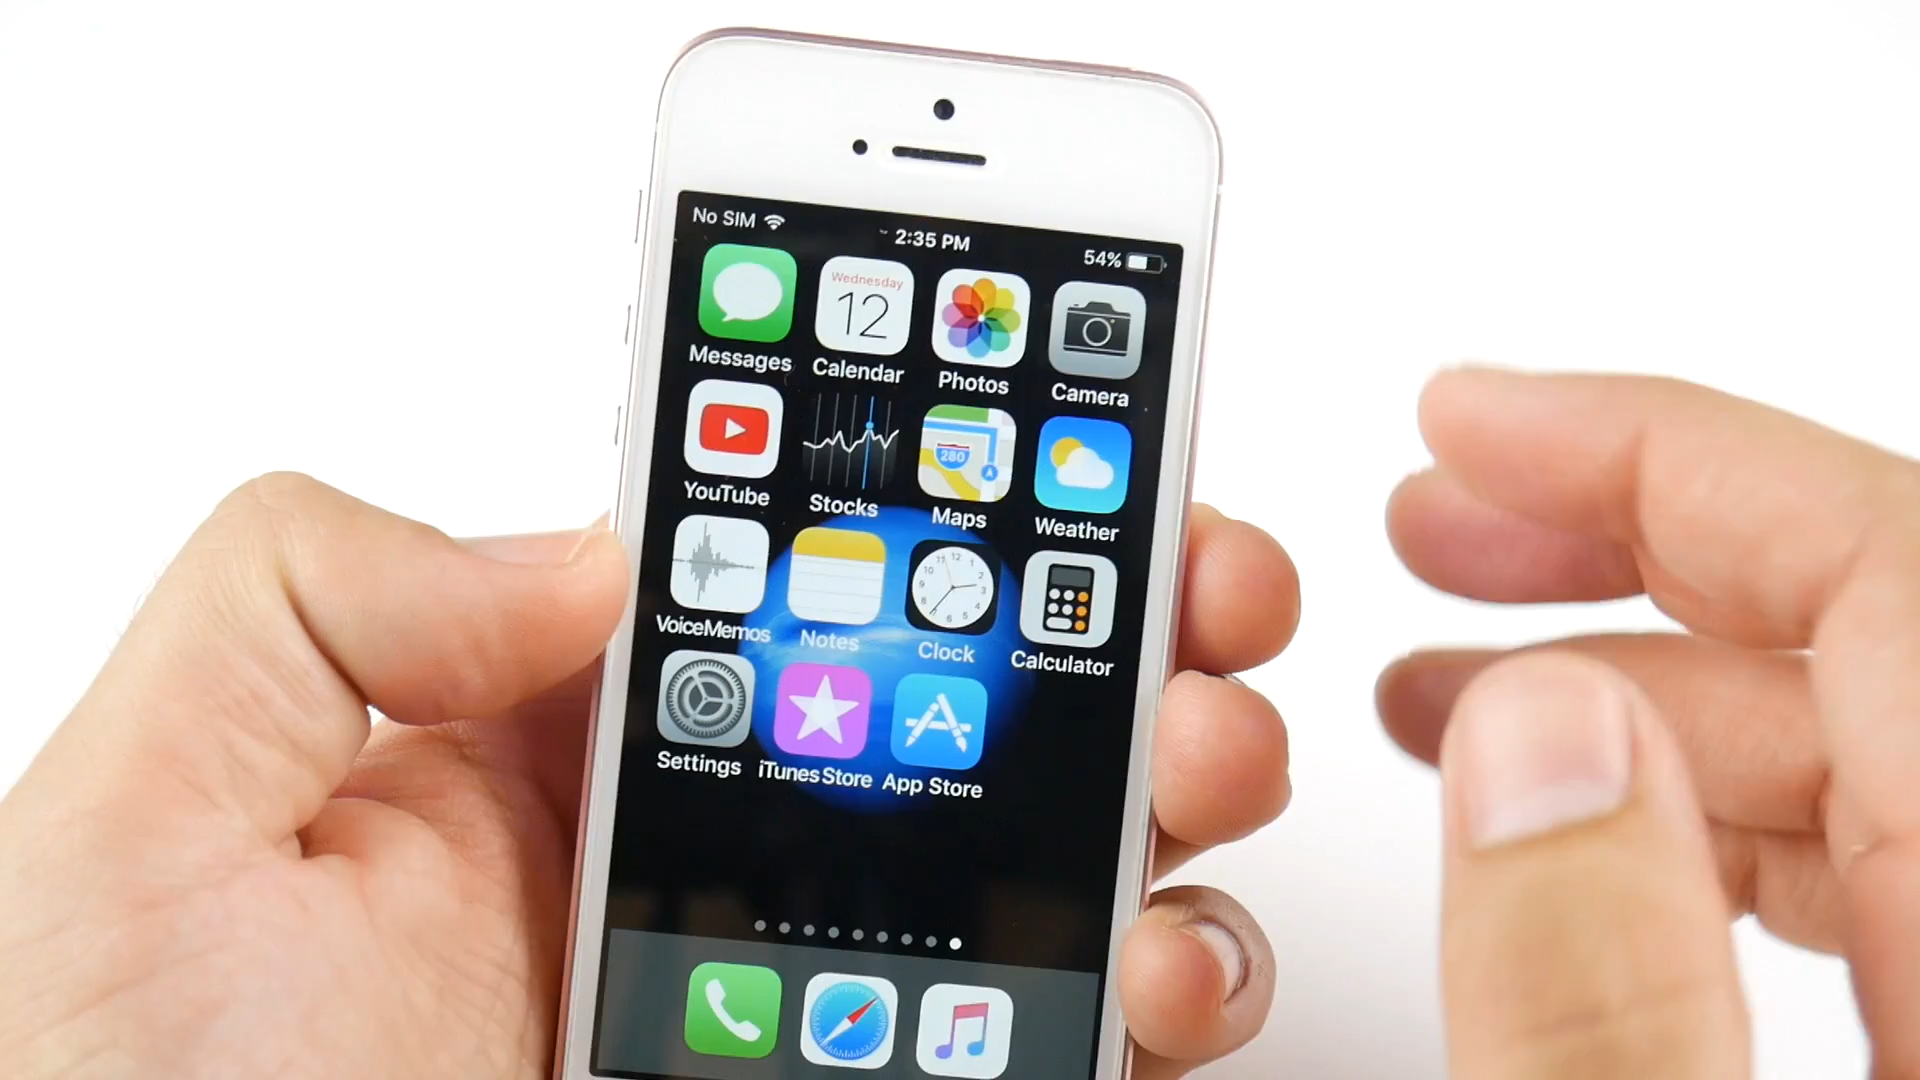 No SIM 2:35 PM 54%
Wednesday
12
Messages Calendar Photos Camera
280
YouTube Stocks Maps Weather
VoiceMemos Notes Clock Calculator
Settings iTunes Store App Store